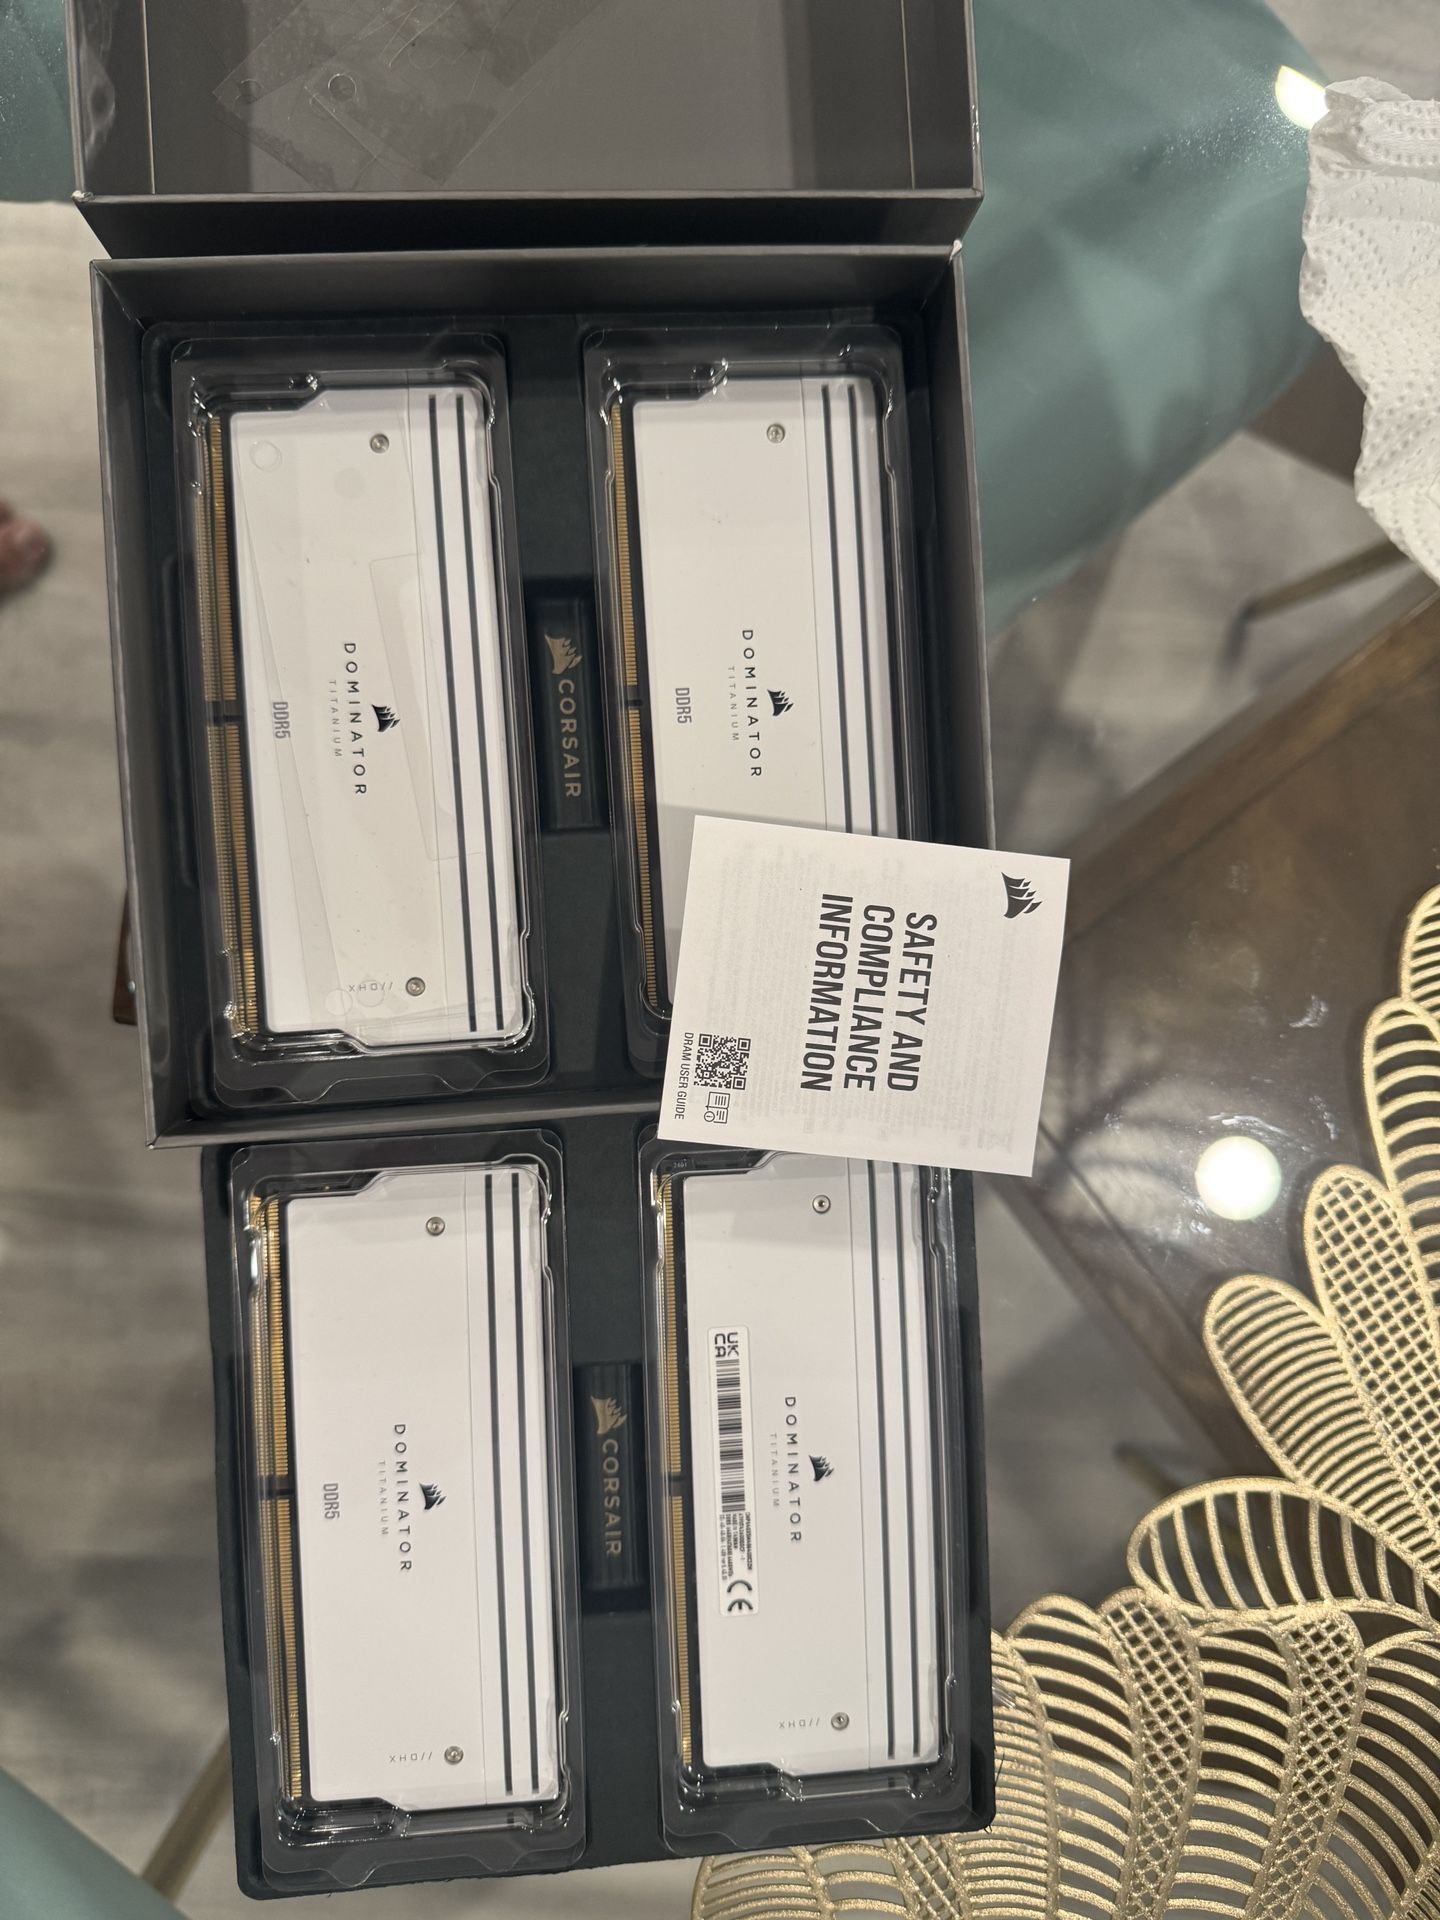 DOMINATOR
TITANIUM
DDR5
//DHX
CORSAIR
DOMINATOR
TITANIUM
DDR5
SAFETY AND
COMPLIANCE
INFORMATION
DRAM USER GUIDE
DOMINATOR
TITANIUM
DDR5
//DHX
CORSAIR
DOMINATOR
TITANIUM
UK
CA
CE
//DHX